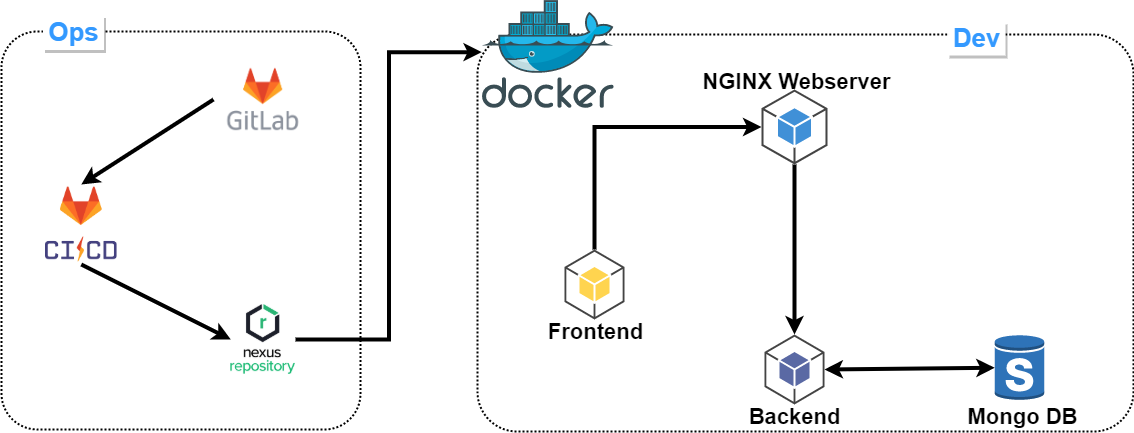 Ops
GitLab
CI/CD
r
nexus
repository
docker
Dev
NGINX Webserver
Frontend
Backend
S
Mongo DB